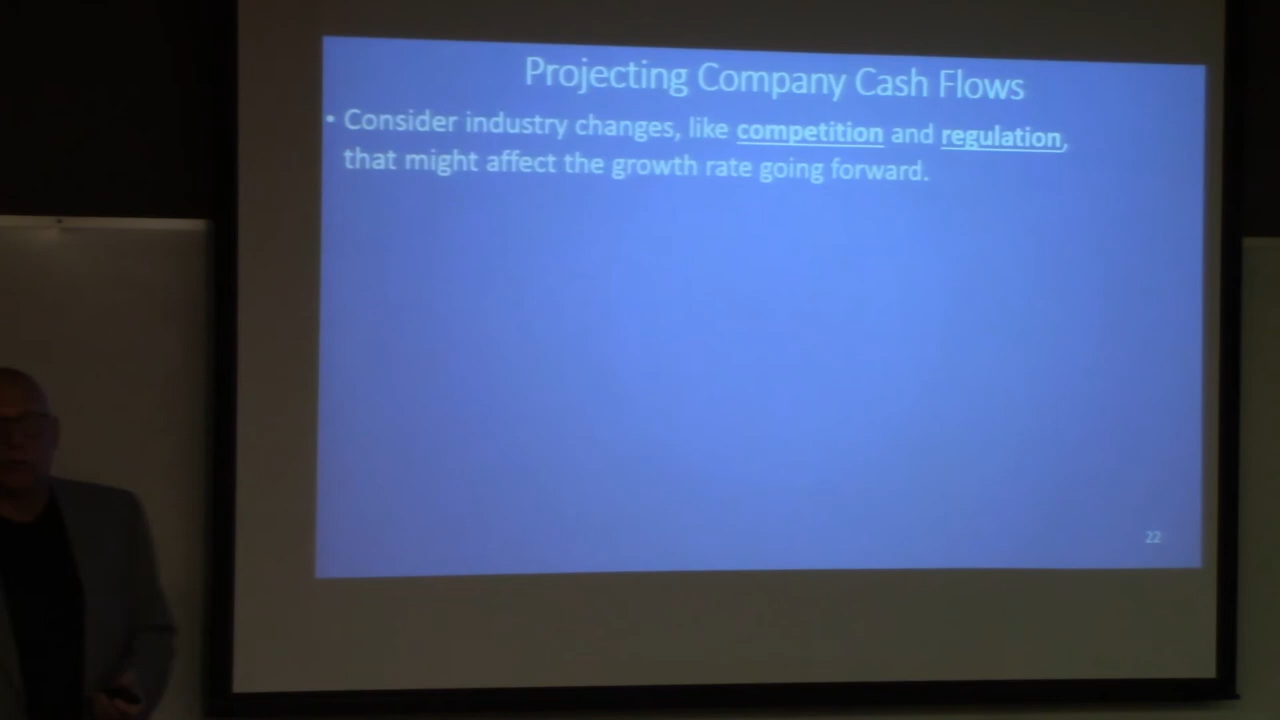 Projecting Company Cash Flows
• Consider industry changes, like competition and regulation,
that might affect the growth rate going forward.
22